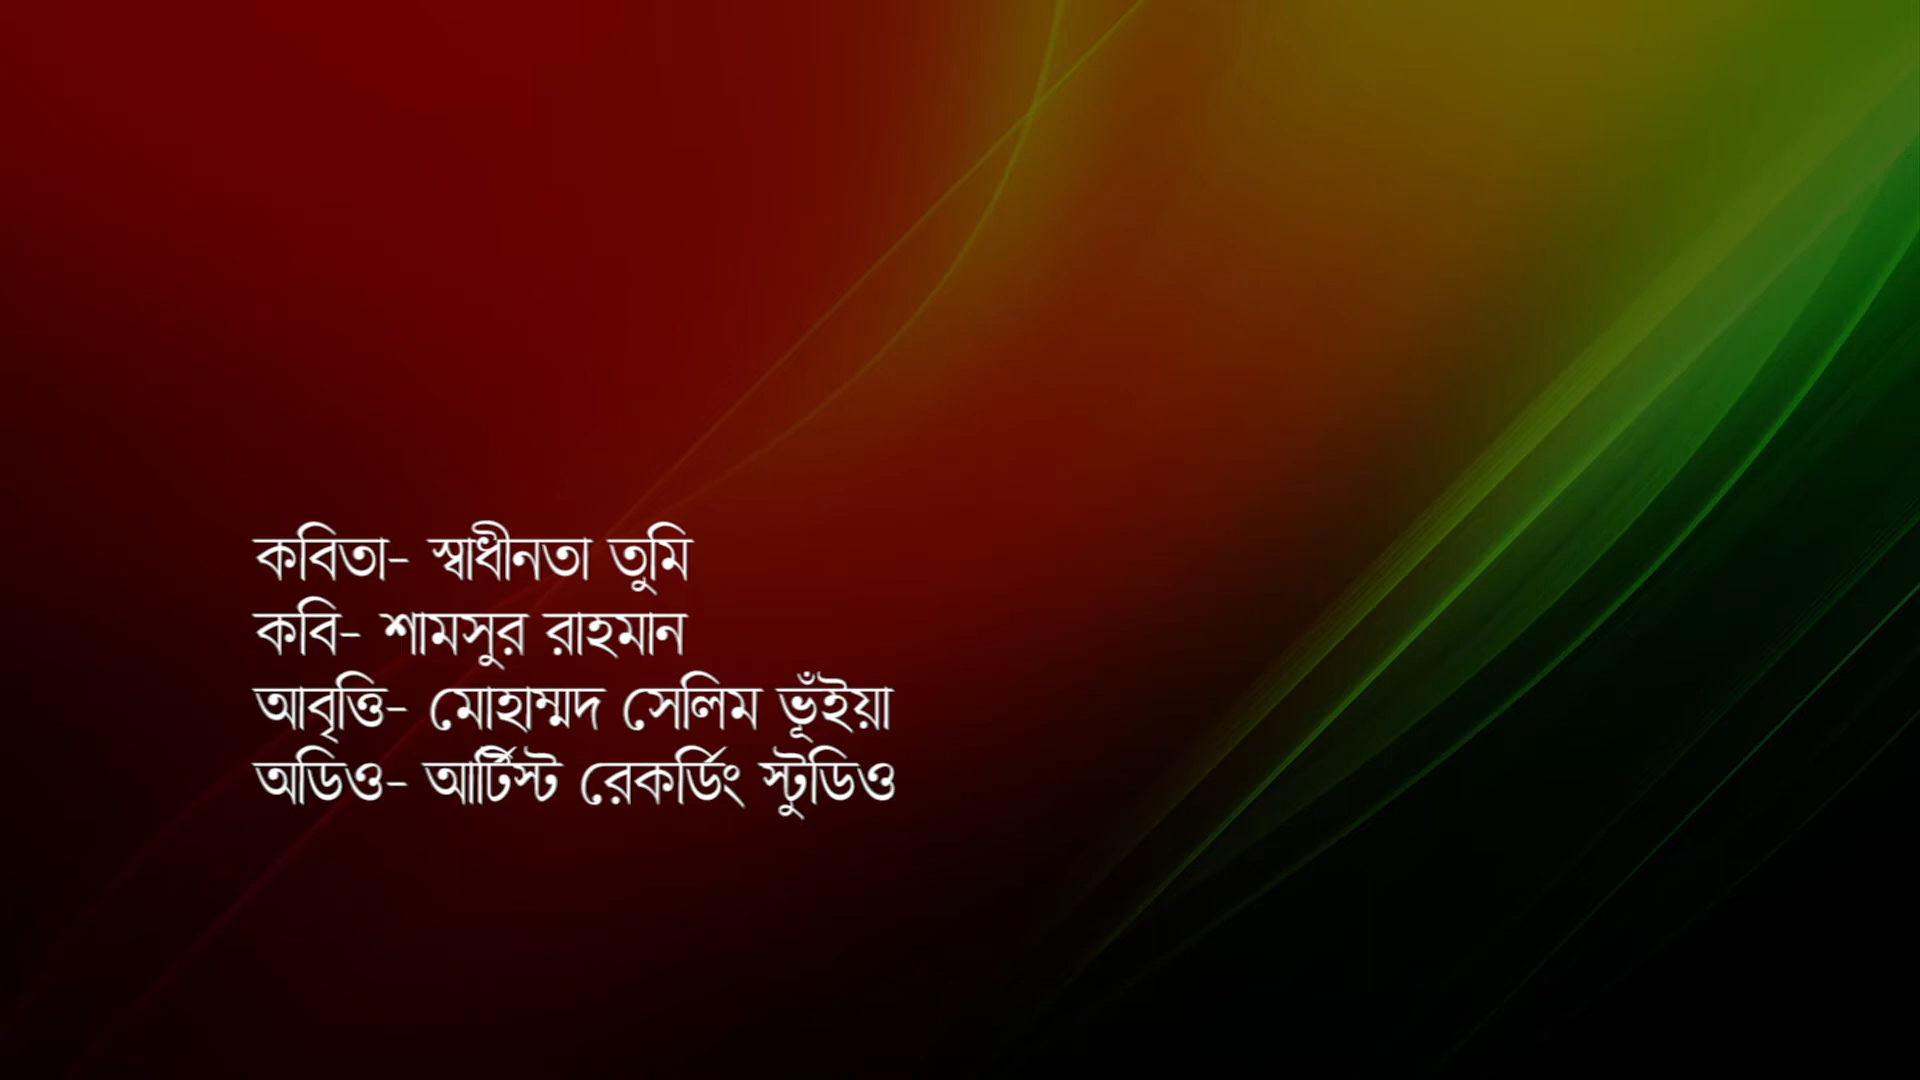 কবিতা- স্বাধীনতা তুমি
কবি- শামসুর রাহমান
আবৃত্তি- মোহাম্মদ সেলিম ভূঁইয়া
অডিও- আর্টিস্ট রেকর্ডিং স্টুডিও